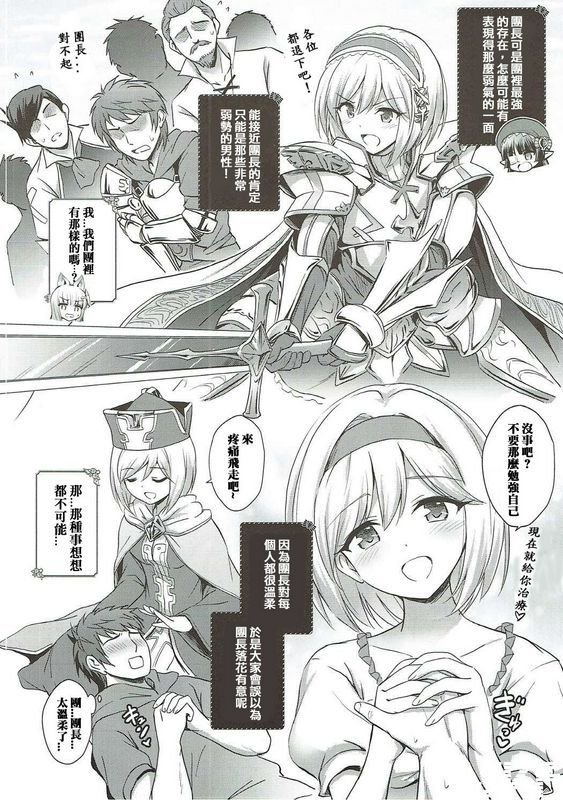 團長可是團裡最強
的存在，怎麼可能有
表現得那麼弱氣的一面
各位
都退下吧！
團長...
對不起
能接近團長的肯定
只能是那些非常
弱勢的男性！
我...我們團裡
有那樣的嗎...?
沒事吧？
不要那麼勉強自己
現在就給你治療♡
來
疼痛飛走吧~
那...那種事想想
都不可能...
因為團長對每
個人都很溫柔
於是大家會誤以為
團長落花有意呢
團...團長
太溫柔了...
ぎゅっ♡